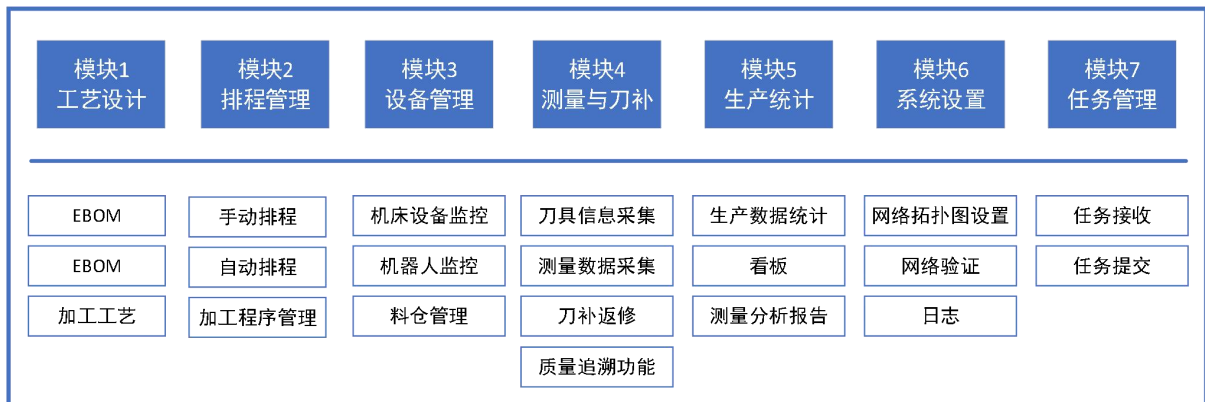 模块1
工艺设计
模块2
排程管理
模块3
设备管理
模块4
测量与刀补
模块5
生产统计
模块6
系统设置
模块7
任务管理
EBOM
手动排程
机床设备监控
刀具信息采集
生产数据统计
网络拓扑图设置
任务接收
EBOM
自动排程
机器人监控
测量数据采集
看板
网络验证
任务提交
加工工艺
加工程序管理
料仓管理
刀补返修
测量分析报告
日志
质量追溯功能